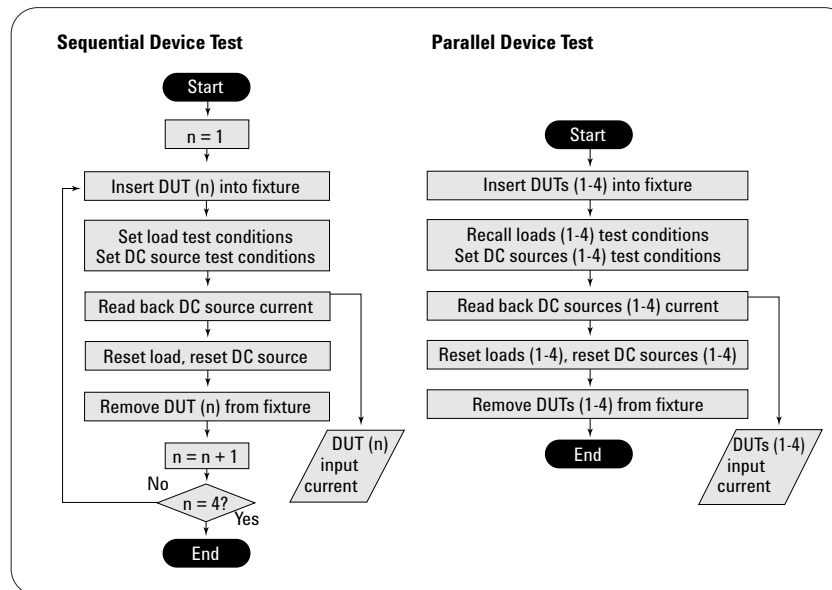 Sequential Device Test
Start
n = 1
Insert DUT (n) into fixture
Set load test conditions
Set DC source test conditions
Read back DC source current
Reset load, reset DC source
Remove DUT (n) from fixture
n = n + 1
No
n = 4?
Yes
End
DUT (n)
input
current
Parallel Device Test
Start
Insert DUTs (1-4) into fixture
Recall loads (1-4) test conditions
Set DC sources (1-4) test conditions
Read back DC sources (1-4) current
Reset loads (1-4), reset DC sources (1-4)
Remove DUTs (1-4) from fixture
End
DUTs (1-4)
input
current